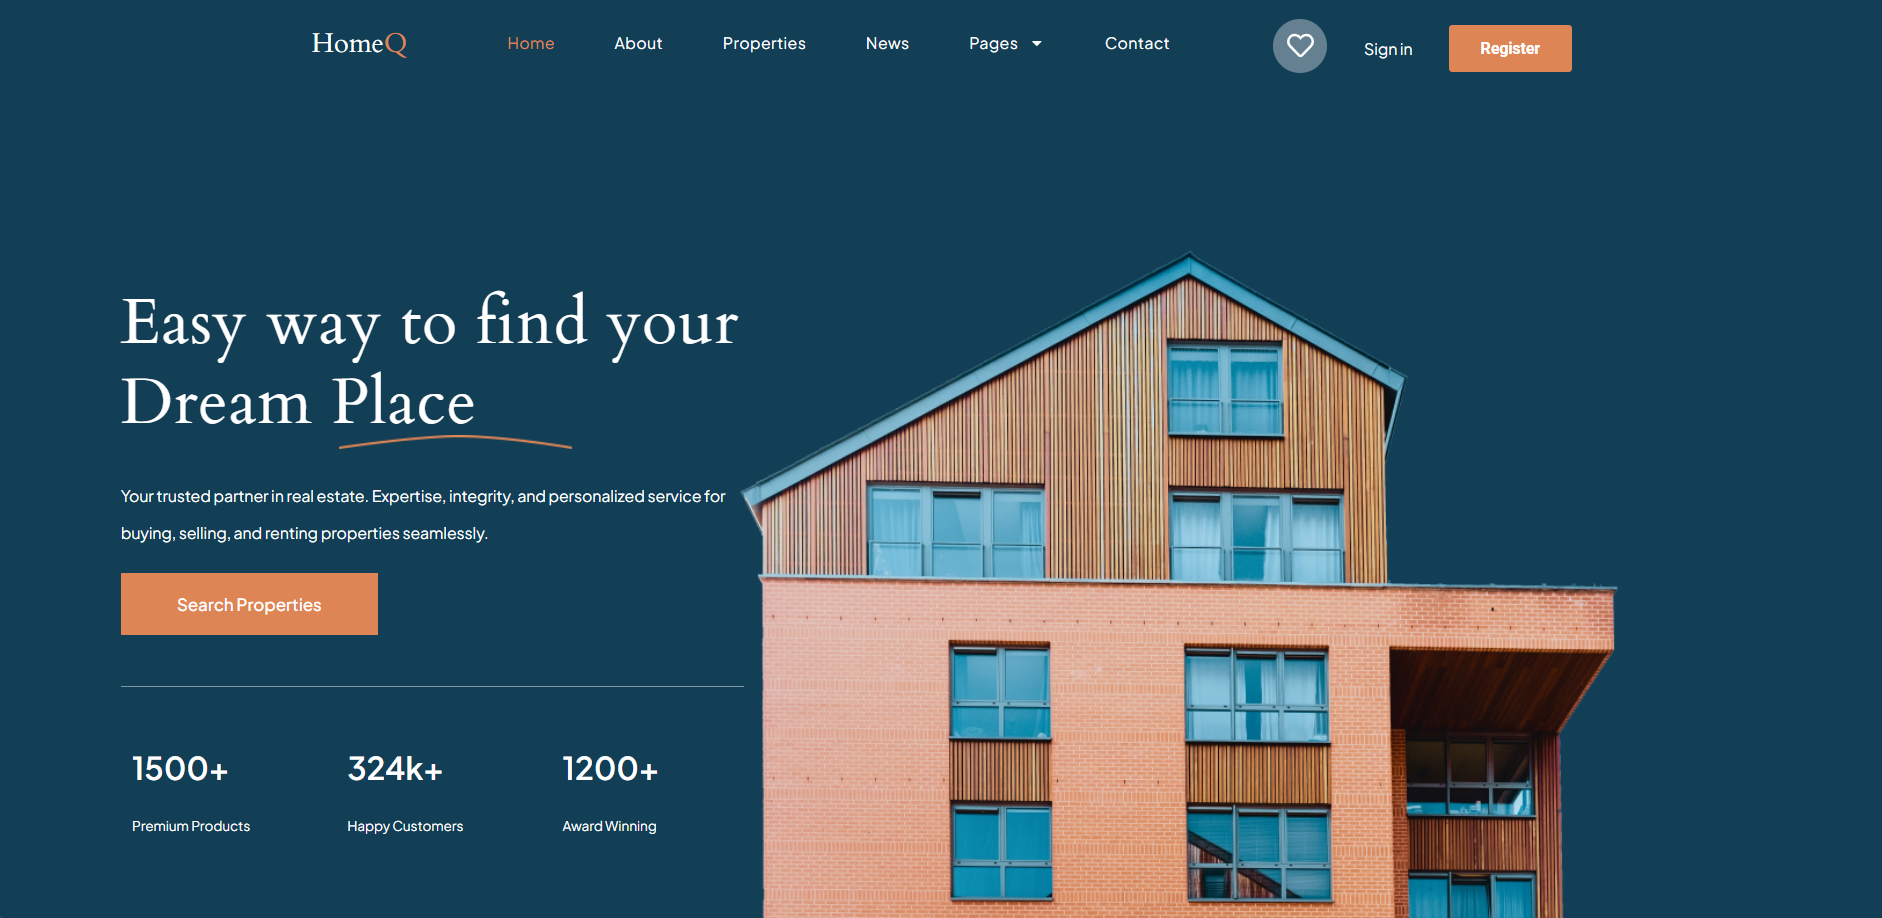 HomeQ
Home About Properties News Pages Contact
Sign in
Register
Easy way to find your
Dream Place
Your trusted partner in real estate. Expertise, integrity, and personalized service for
buying, selling, and renting properties seamlessly.
Search Properties
1500+ 324k+ 1200+
Premium Products Happy Customers Award Winning